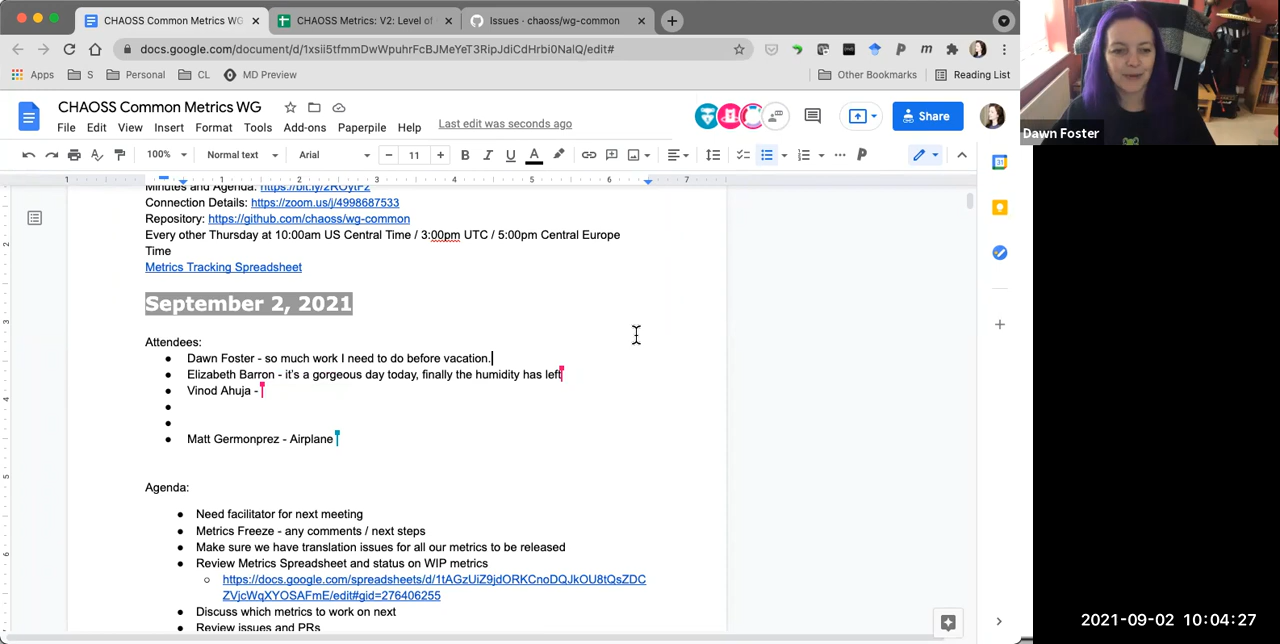 CHAOSS Common Metrics WG
CHAOSS Metrics: V2: Level of
Issues · chaoss/wg-common
docs.google.com/document/d/1xsii5tfmmDwWpuhrFcBJMeYeT3RipJdiCdHrbi0NaIQ/edit#
Apps
S
Personal
CL
MD Preview
Other Bookmarks
Reading List
CHAOSS Common Metrics WG
File Edit View Insert Format Tools Add-ons Paperpile Help
Last edit was seconds ago
Share
Dawn Foster
100%
Normal text
Arial
11
Minutes and Agenda: https://bit.ly/2ROytF2
Connection Details: https://zoom.us/j/4998687533
Repository: https://github.com/chaoss/wg-common
Every other Thursday at 10:00am US Central Time / 3:00pm UTC / 5:00pm Central Europe
Time
Metrics Tracking Spreadsheet
September 2, 2021
Attendees:
● Dawn Foster - so much work I need to do before vacation.
● Elizabeth Barron - it's a gorgeous day today, finally the humidity has left
● Vinod Ahuja -
●
●
● Matt Germonprez - Airplane
Agenda:
● Need facilitator for next meeting
● Metrics Freeze - any comments / next steps
● Make sure we have translation issues for all our metrics to be released
● Review Metrics Spreadsheet and status on WIP metrics
○ https://docs.google.com/spreadsheets/d/1tAGzUiZ9jdORKCnoDQJkOU8tQsZDC
ZVjcWqXYOSAFmE/edit#gid=276406255
● Discuss which metrics to work on next
● Review issues and PRs
2021-09-02 10:04:27